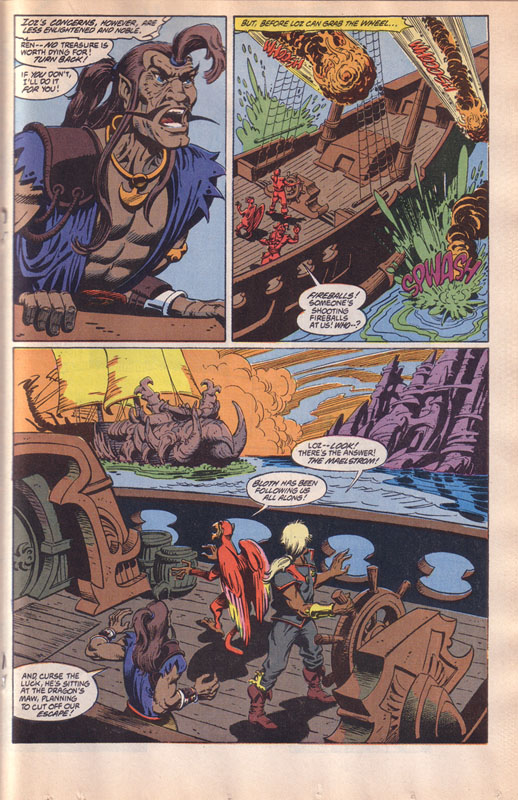 IOZ'S CONCERNS, HOWEVER, ARE
LESS ENLIGHTENED AND NOBLE.
REN-- NO TREASURE IS
WORTH DYING FOR!
TURN BACK!
IF YOU DON'T,
I'LL DO IT
FOR YOU!
BUT, BEFORE LOZ CAN GRAB THE WHEEL...
WHOOSH
WHOOOSH
SPWASH
FIREBALLS!
SOMEONE'S
SHOOTING
FIREBALLS
AT US! WHO--?
LOZ--LOOK!
THERE'S THE ANSWER!
THE MAELSTROM!
BLOTH HAS BEEN
FOLLOWING US
ALL ALONG!
AND CURSE THE
LUCK, HE'S SITTING
AT THE DRAGON'S
MAW, PLANNING
TO CUT OFF OUR
ESCAPE!